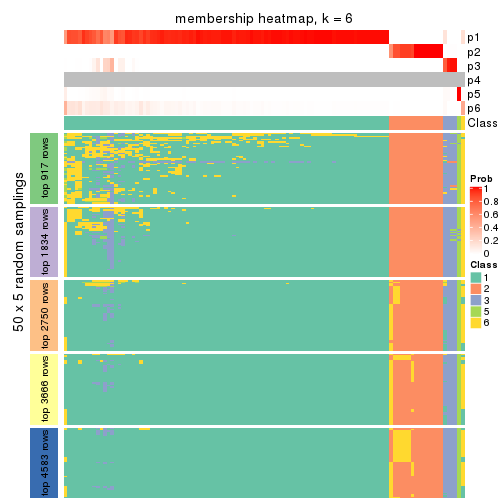 membership heatmap, k = 6
p1
p2
p3
p4
p5
p6
Class
50 x 5 random samplings
top 917 rows
top 1834 rows
top 2750 rows
top 3666 rows
top 4583 rows
Prob
1
0.8
0.6
0.4
0.2
0
Class
1
2
3
5
6